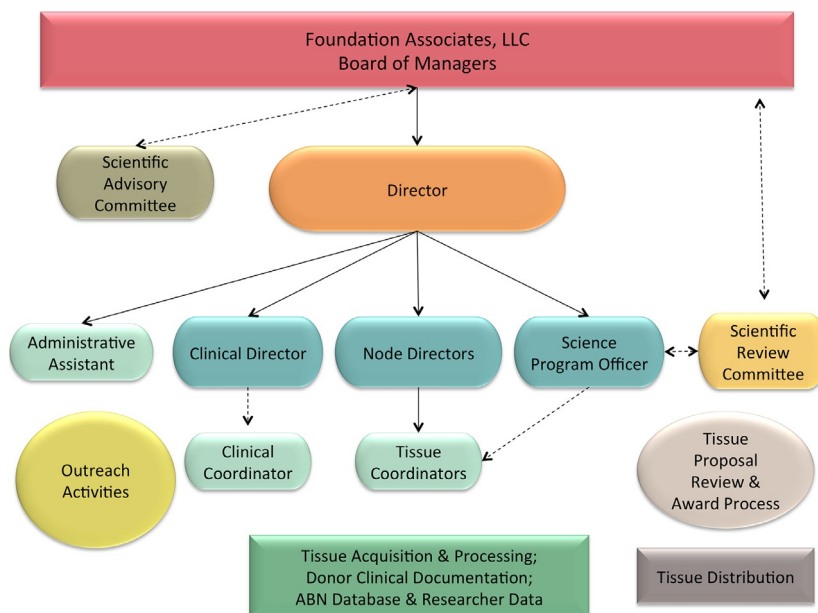 Foundation Associates, LLC
Board of Managers
Scientific
Advisory
Committee
Director
Administrative
Assistant
Clinical Director
Node Directors
Science
Program Officer
Scientific
Review
Committee
Outreach
Activities
Clinical
Coordinator
Tissue
Coordinators
Tissue
Proposal
Review &
Award Process
Tissue Acquisition & Processing;
Donor Clinical Documentation;
ABN Database & Researcher Data
Tissue Distribution